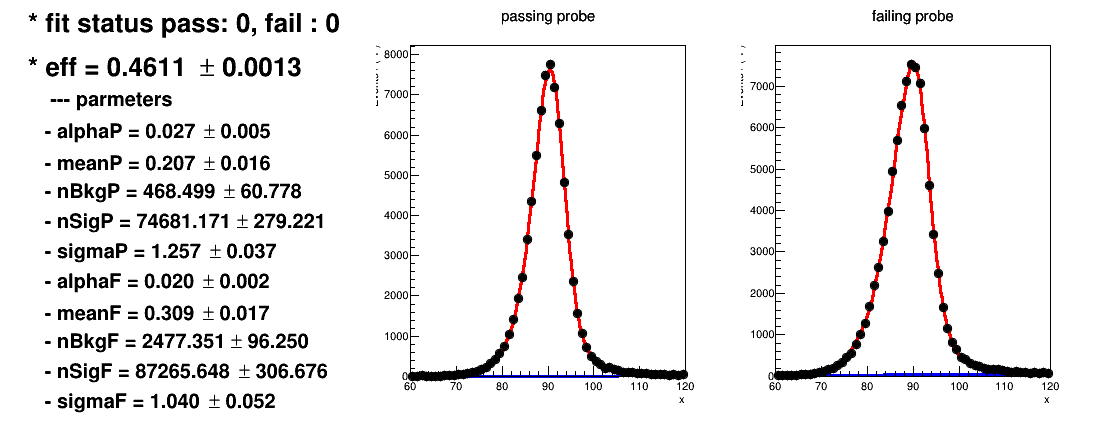 * fit status pass: 0, fail : 0
* eff = 0.4611 ± 0.0013
--- parmeters
- alphaP = 0.027 ± 0.005
- meanP = 0.207 ± 0.016
- nBkgP = 468.499 ± 60.778
- nSigP = 74681.171 ± 279.221
- sigmaP = 1.257 ± 0.037
- alphaF = 0.020 ± 0.002
- meanF = 0.309 ± 0.017
- nBkgF = 2477.351 ± 96.250
- nSigF = 87265.648 ± 306.676
- sigmaF = 1.040 ± 0.052
passing probe
8000
7000
6000
5000
4000
3000
2000
1000
0
60 70 80 90 100 110 120
x
failing probe
7000
6000
5000
4000
3000
2000
1000
0
60 70 80 90 100 110 120
x